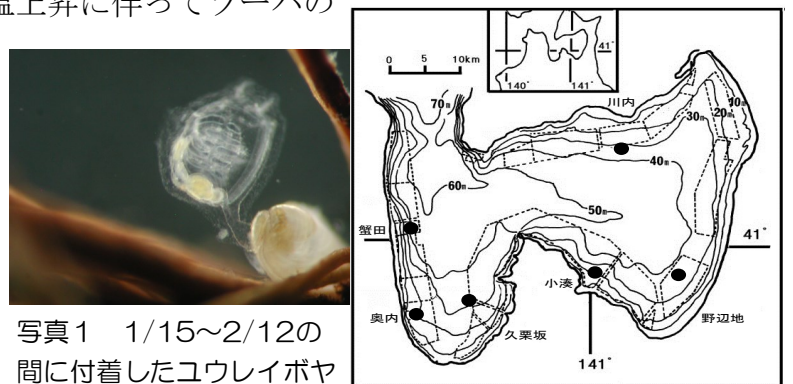 塩上昇に伴ってワーバの
写真1 1/15～2/12の
間に付着したユウレイボヤ
0 5 10km
140° 141° 41°
70m
川内
10m
20m
30m
40m
60m
50m
蟹田
41°
小湊
奥内
久栗坂
野辺地
141°